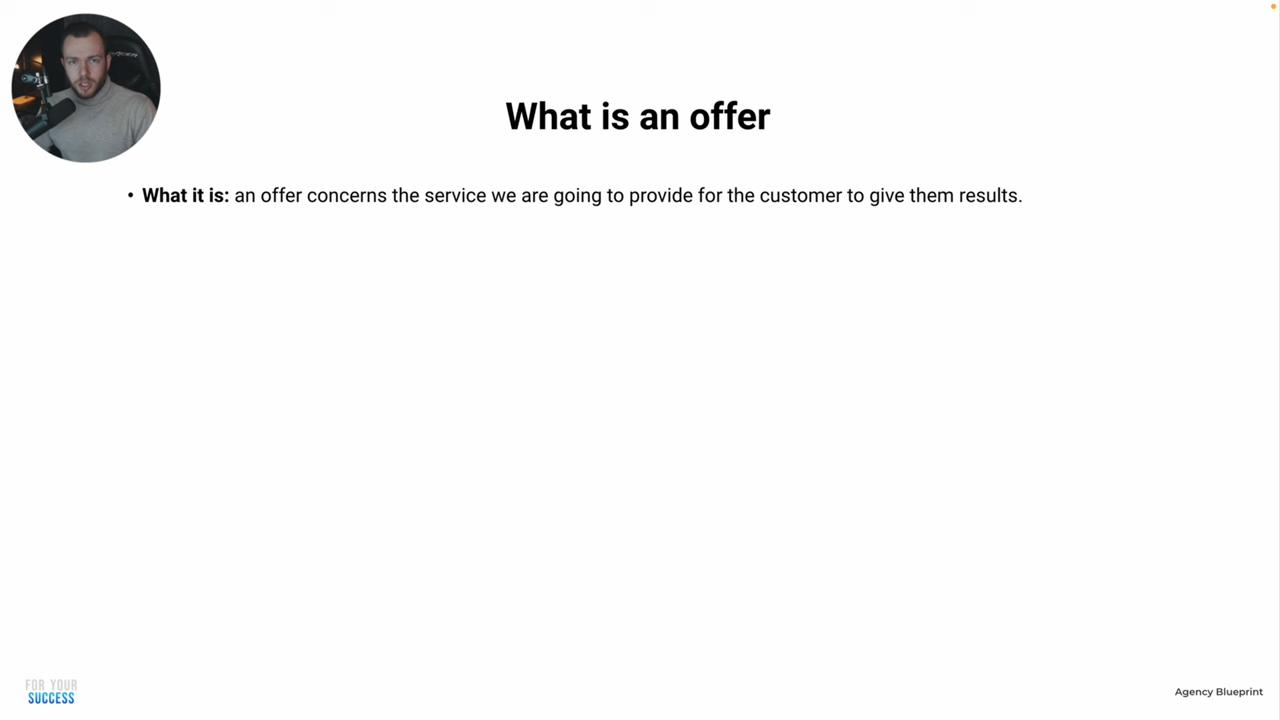 What is an offer
• What it is: an offer concerns the service we are going to provide for the customer to give them results.
FOR YOUR
SUCCESS
Agency Blueprint